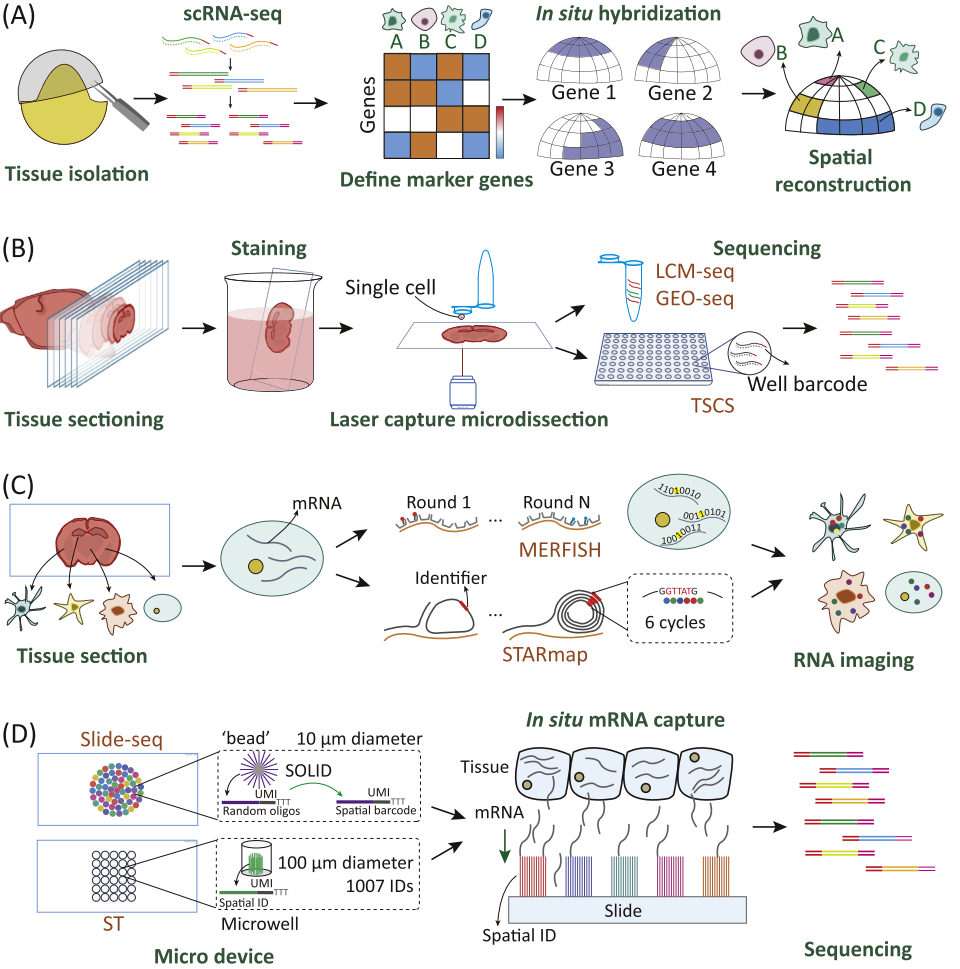 (A)
scRNA-seq
Tissue isolation
A B C D
Genes
Define marker genes
In situ hybridization
Gene 1
Gene 2
Gene 3
Gene 4
B
A
C
D
Spatial
reconstruction
(B)
Tissue sectioning
Staining
Single cell
Laser capture microdissection
LCM-seq
GEO-seq
TSCS
Well barcode
Sequencing
(C)
Tissue section
mRNA
Round 1
...
Round N
MERFISH
11010010
00110101
10010011
Identifier
...
STARmap
GGTTATG
6 cycles
RNA imaging
(D)
Slide-seq
‘bead’
10 μm diameter
SOLID
UMI
TTT
Random oligos
UMI
TTT
Spatial barcode
ST
100 μm diameter
1007 IDs
UMI
TTT
Spatial ID
Microwell
Micro device
In situ mRNA capture
Tissue
mRNA
Slide
Spatial ID
Sequencing